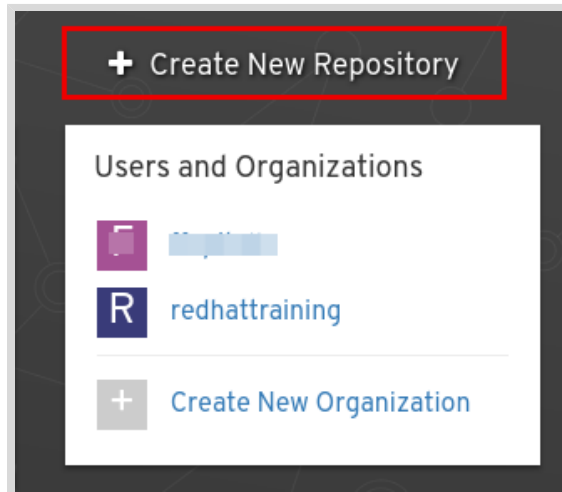 + Create New Repository
Users and Organizations
R redhattraining
+ Create New Organization